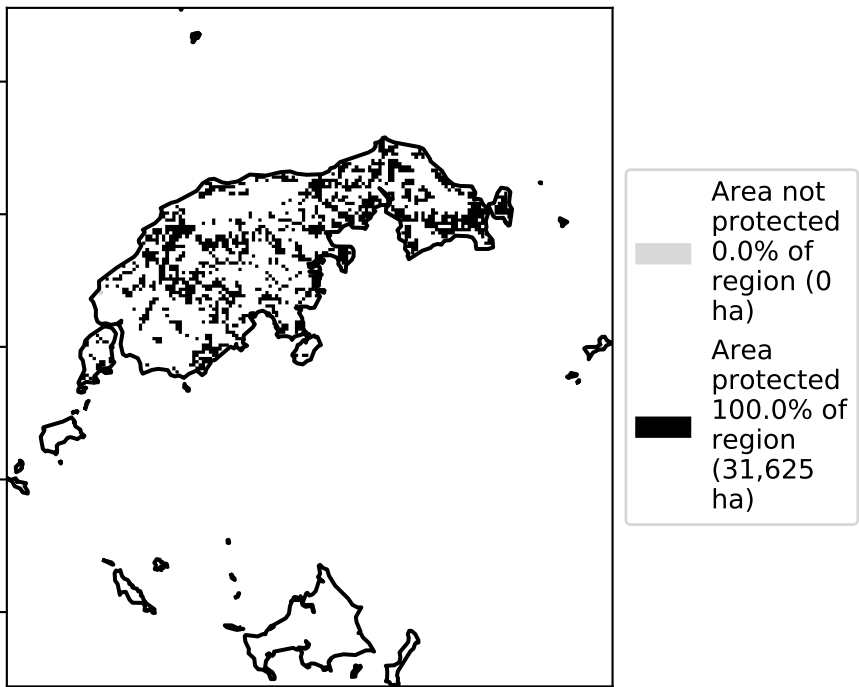 Area not
protected
0.0% of
region (0
ha)
Area
protected
100.0% of
region
(31,625
ha)